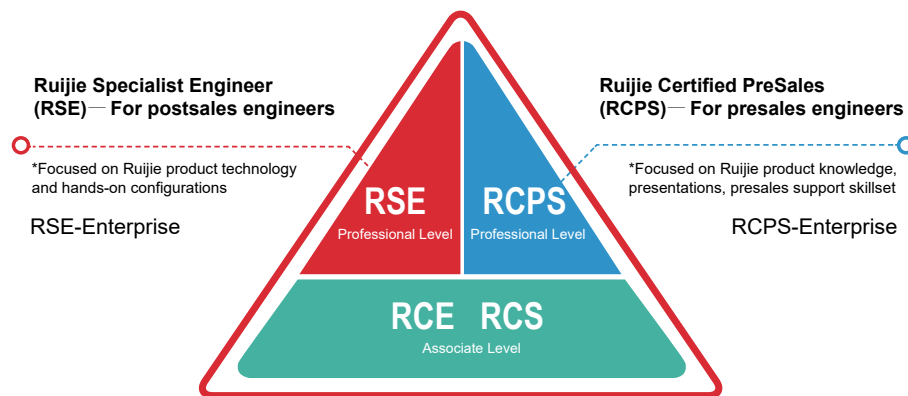 Ruijie Specialist Engineer
(RSE)— For postsales engineers
*Focused on Ruijie product technology
and hands-on configurations
RSE-Enterprise
Ruijie Certified PreSales
(RCPS)— For presales engineers
*Focused on Ruijie product knowledge,
presentations, presales support skillset
RCPS-Enterprise
RSE
Professional Level
RCPS
Professional Level
RCE RCS
Associate Level